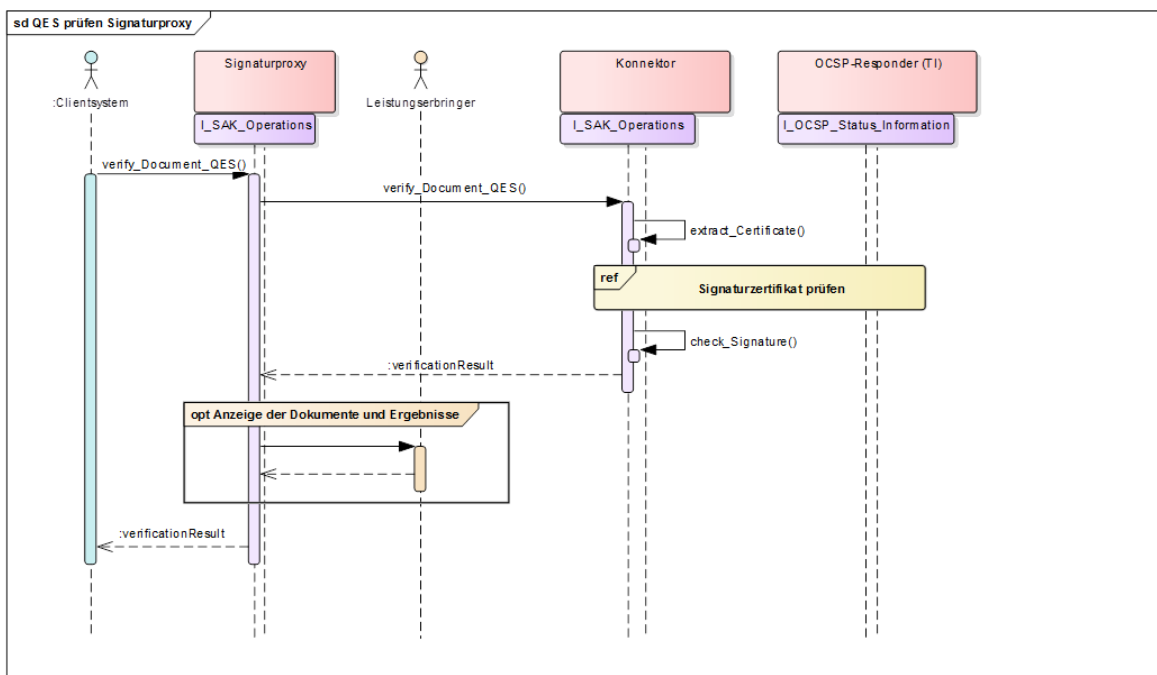 sd QES prüfen Signaturproxy
:Clientsystem
Signaturproxy
I_SAK_Operations
Leistungserbringer
Konnektor
I_SAK_Operations
OCSP-Responder (TI)
I_OCSP_Status_Information
verify_Document_QES()
verify_Document_QES()
extract_Certificate()
ref
Signaturzertifikat prüfen
check_Signature()
:verificationResult
opt Anzeige der Dokumente und Ergebnisse
:verificationResult